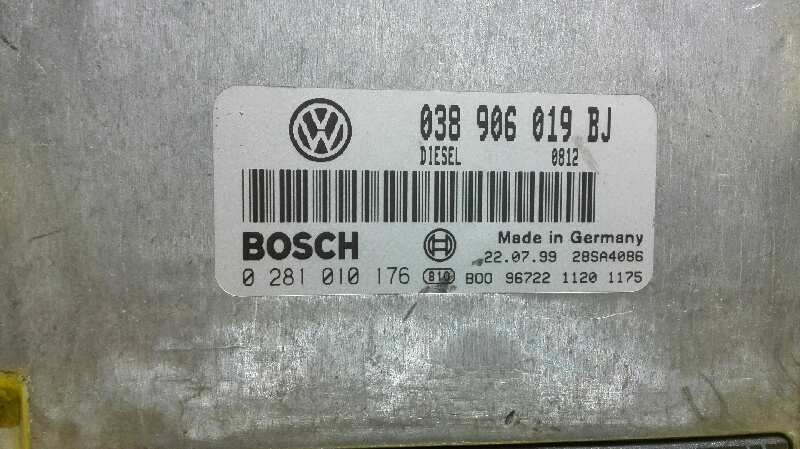 038 906 019 BJ
DIESEL 0812
BOSCH
Made in Germany
22.07.99 28SA4086
0 281 010 176 B10 B00 96722 1120 1175